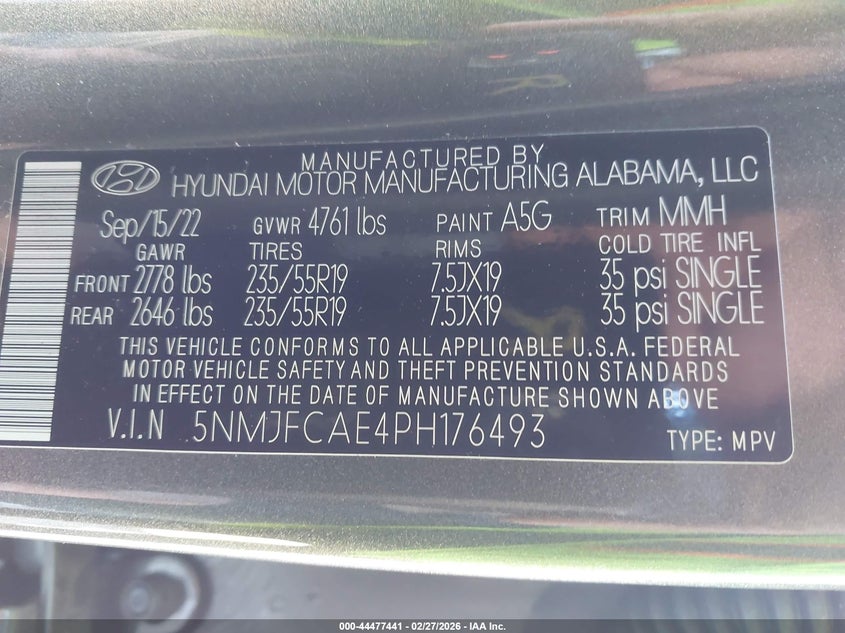 MANUFACTURED BY
HYUNDAI MOTOR MANUFACTURING ALABAMA, LLC
Sep/15/22 GVWR 4761 lbs PAINT A5G TRIM MMH
GAWR TIRES RIMS COLD TIRE INFL
FRONT 2778 lbs 235/55R19 7.5JX19 35 psi SINGLE
REAR 2646 lbs 235/55R19 7.5JX19 35 psi SINGLE
THIS VEHICLE CONFORMS TO ALL APPLICABLE U.S.A. FEDERAL
MOTOR VEHICLE SAFETY AND THEFT PREVENTION STANDARDS
IN EFFECT ON THE DATE OF MANUFACTURE SHOWN ABOVE
V.I.N 5NMJFCAE4PH176493 TYPE: MPV
000-44477441 | 02/27/2026 - IAA Inc.